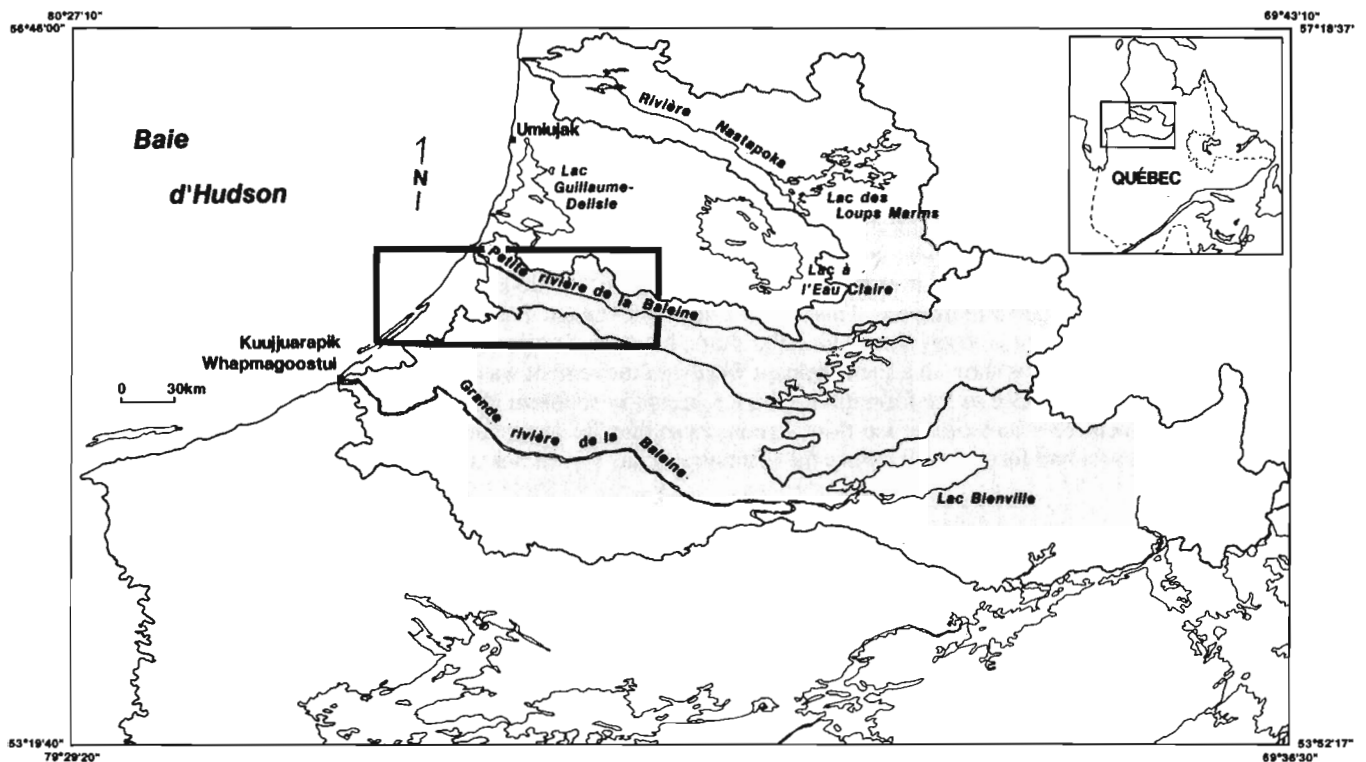 80°27'10"
69°43'10"
56°46'00"
57°18'37"
Baie
d'Hudson
N
Umiujak
Lac
Guillaume-
Delisle
Rivière Nastapoka
Lac des
Loups Marins
QUÉBEC
Petite rivière de la Baleine
Lac à
l'Eau Claire
Kuujjuarapik
Whapmagoostui
0 30km
Grande rivière de la Baleine
Lac Bienville
53°19'40"
53°52'17"
79°29'20"
69°36'30"